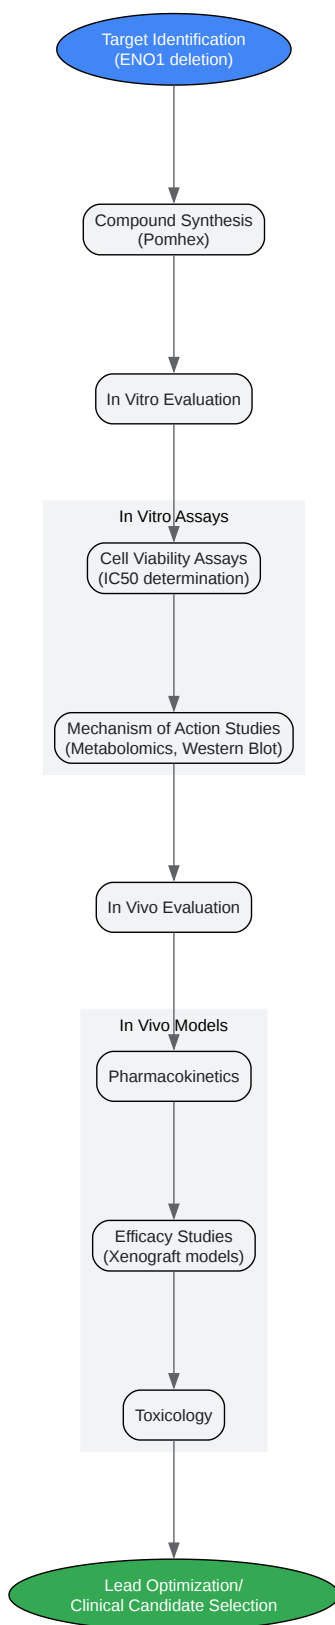 Target Identification
(ENO1 deletion)
Compound Synthesis
(Pomhex)
In Vitro Evaluation
In Vitro Assays
Cell Viability Assays
(IC50 determination)
Mechanism of Action Studies
(Metabolomics, Western Blot)
In Vivo Evaluation
In Vivo Models
Pharmacokinetics
Efficacy Studies
(Xenograft models)
Toxicology
Lead Optimization/
Clinical Candidate Selection